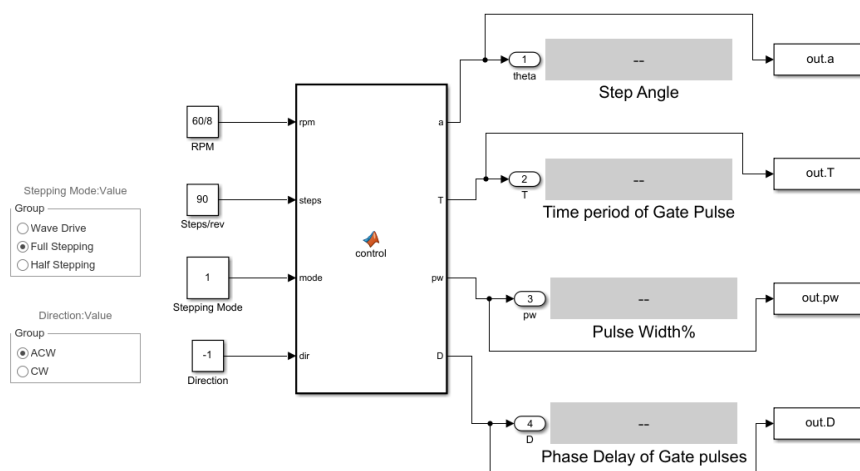 Stepping Mode:Value
Group
Wave Drive
Full Stepping
Half Stepping
Direction:Value
Group
ACW
CW
60/8
RPM
90
Steps/rev
1
Stepping Mode
-1
Direction
rpm
steps
mode
dir
control
a
T
pw
D
1
theta
--
Step Angle
out.a
2
T
--
Time period of Gate Pulse
out.T
3
pw
--
Pulse Width%
out.pw
4
D
--
Phase Delay of Gate pulses
out.D